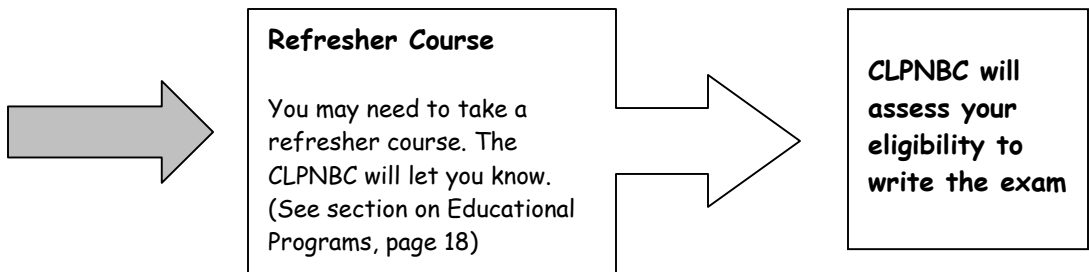 Refresher Course
You may need to take a
refresher course. The
CLPNBC will let you know.
(See section on Educational
Programs, page 18)
CLPNBC will
assess your
eligibility to
write the exam